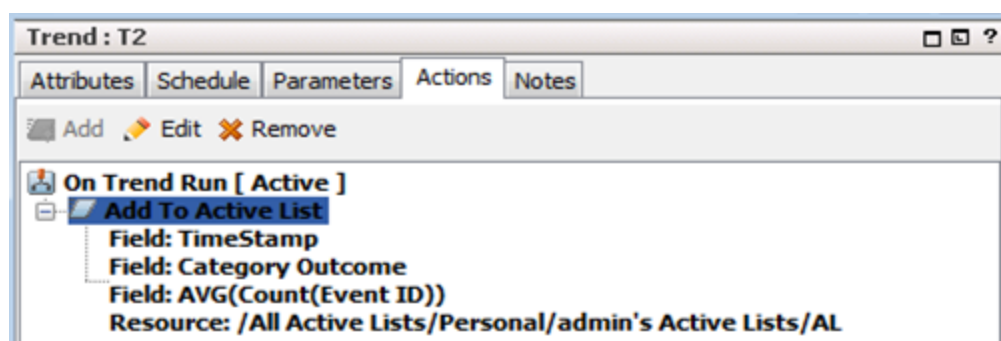 Trend : T2 ?
Attributes Schedule Parameters Actions Notes
Add Edit Remove
On Trend Run [ Active ]
Add To Active List
Field: TimeStamp
Field: Category Outcome
Field: AVG(Count(Event ID))
Resource: /All Active Lists/Personal/admin's Active Lists/AL